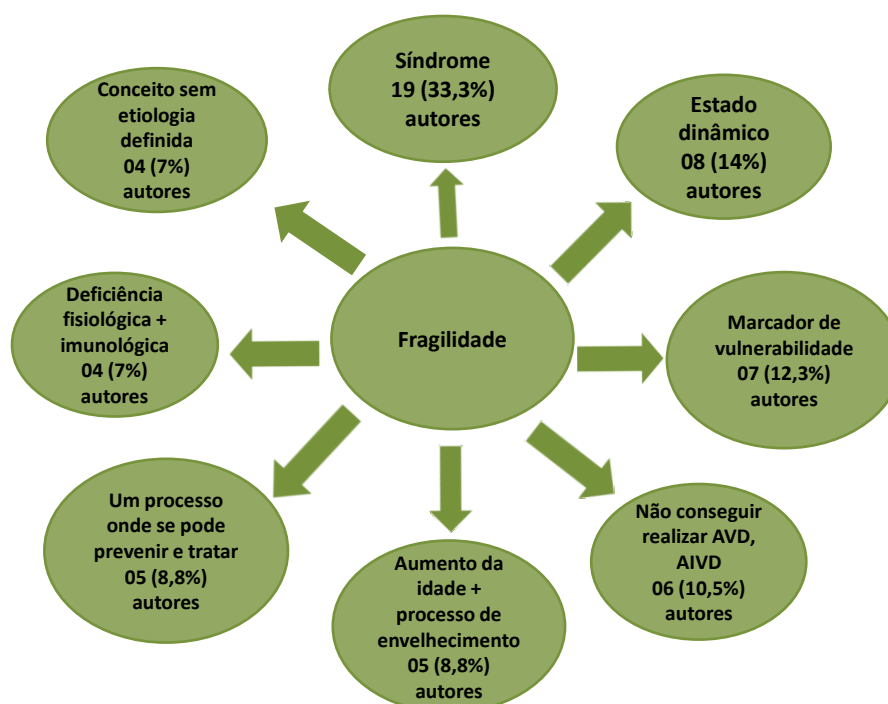 Síndrome
19 (33,3%)
autores
Conceito sem
etiologia
definida
04 (7%)
autores
Estado
dinâmico
08 (14%)
autores
Deficiência
fisiológica +
imunológica
04 (7%)
autores
Fragilidade
Marcador de
vulnerabilidade
07 (12,3%)
autores
Um processo
onde se pode
prevenir e tratar
05 (8,8%)
autores
Aumento da
idade +
processo de
envelhecimento
05 (8,8%)
autores
Não conseguir
realizar AVD,
AIVD
06 (10,5%)
autores